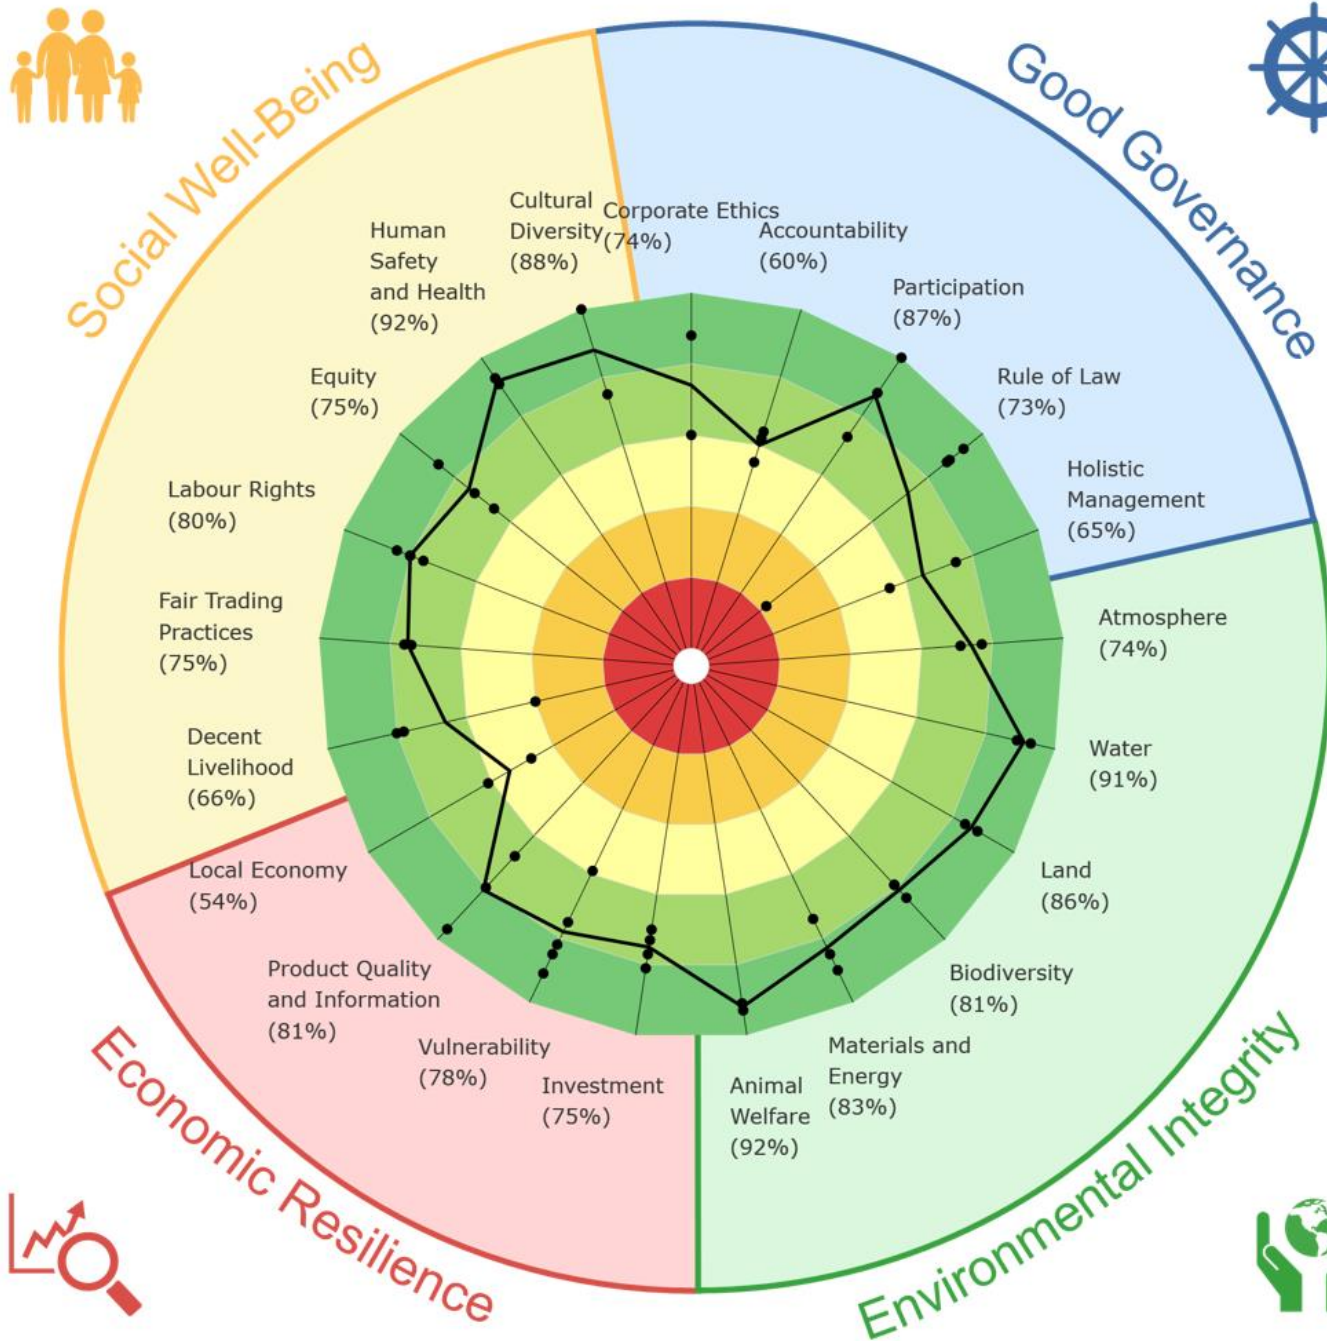 Social Well-Being
Good Governance
Cultural
Diversity
(88%)
Corporate Ethics
(74%)
Accountability
(60%)
Human
Safety
and Health
(92%)
Participation
(87%)
Equity
(75%)
Rule of Law
(73%)
Labour Rights
(80%)
Holistic
Management
(65%)
Fair Trading
Practices
(75%)
Atmosphere
(74%)
Decent
Livelihood
(66%)
Water
(91%)
Local Economy
(54%)
Land
(86%)
Product Quality
and Information
(81%)
Biodiversity
(81%)
Vulnerability
(78%)
Investment
(75%)
Animal
Welfare
(92%)
Materials and
Energy
(83%)
Economic Resilience
Environmental Integrity